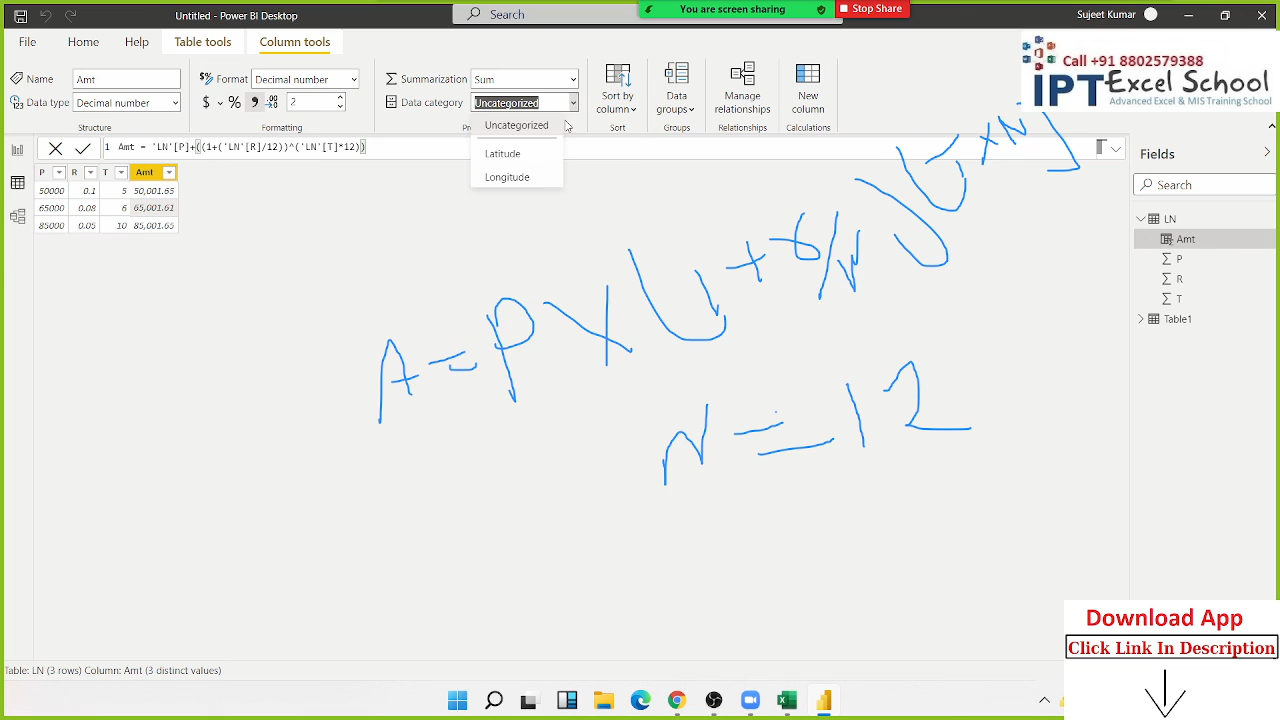 Untitled - Power BI Desktop
Search
You are screen sharing
Stop Share
Sujeet Kumar
File
Home
Help
Table tools
Column tools
Name
Amt
Format
Decimal number
Summarization
Sum
Data type
Decimal number
$ % 9 .00 2
Data category
Uncategorized
Sort by column
Data groups
Manage relationships
New column
Structure
Formatting
Sort
Groups
Relationships
Calculations
Uncategorized
Latitude
Longitude
Call +91 8802579388
IPT Excel School
Advanced Excel & MIS Training School
1 Amt = 'LN'[P]+((1+('LN'[R]/12))^('LN'[T]*12))
P R T Amt
50000 0.1 5 50,001.65
65000 0.08 6 65,001.61
85000 0.05 10 85,001.65
Fields
Search
LN
Amt
P
R
T
Table1
A = P X
N = 12
Table: LN (3 rows) Column: Amt (3 distinct values)
Download App
Click Link In Description